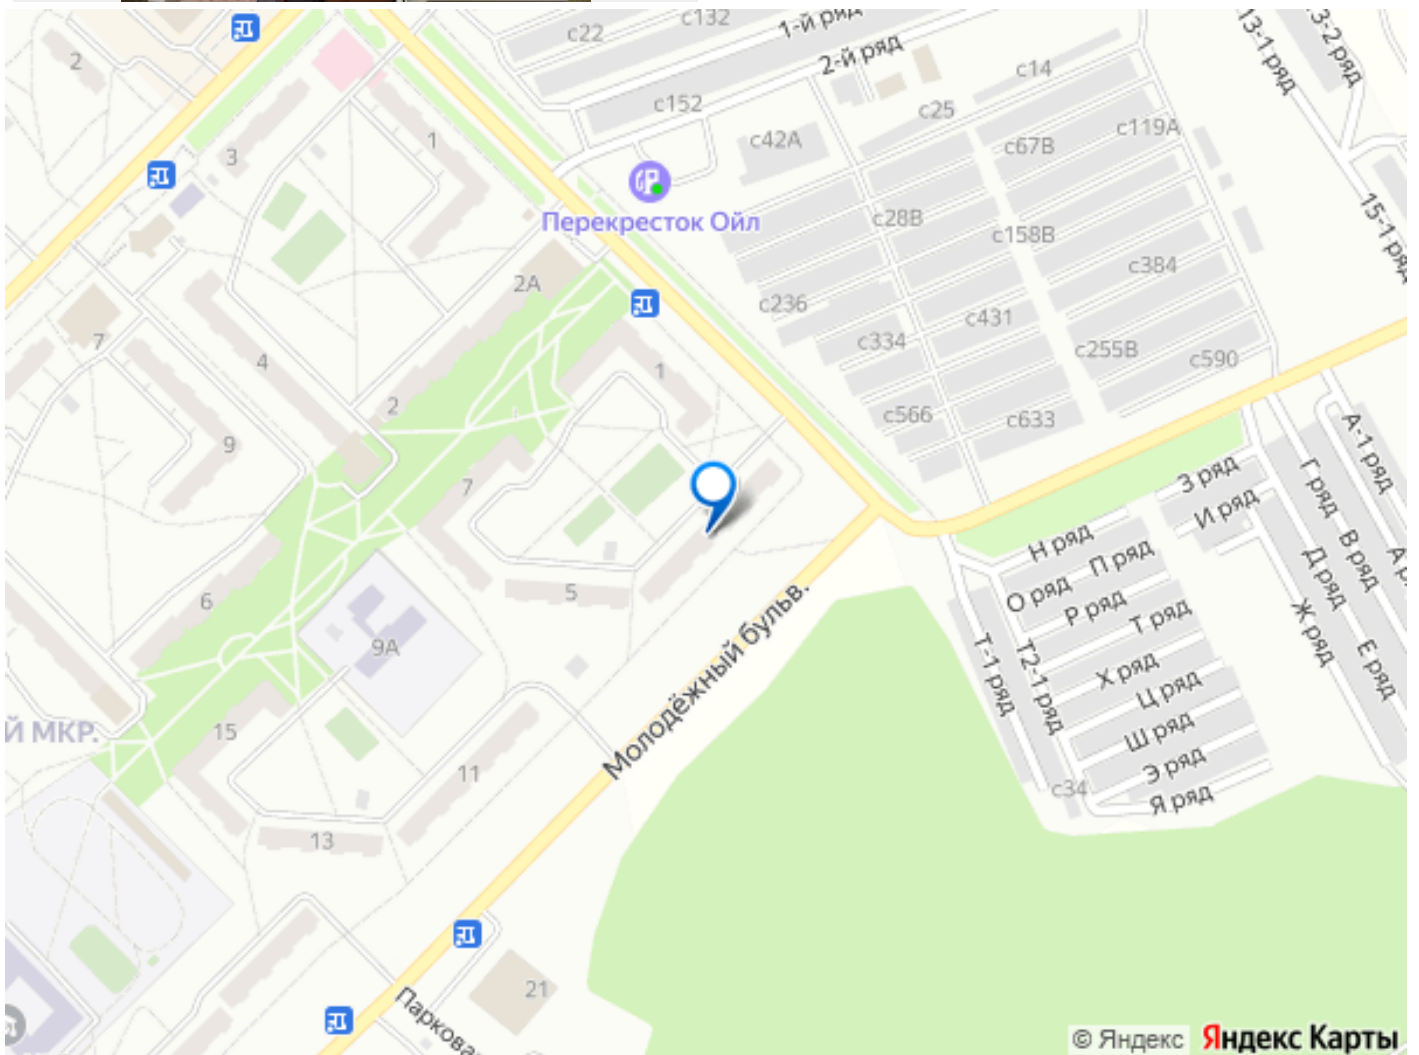 с22
с132
1-й ряд
2-й ряд
13-1 ряд
13-2 ряд
2
с14
с152
с25
с119А
1
с42А
с67В
3
15-1 ряд
Перекресток Ойл
с28В
с158В
с384
2А
с236
7
4
с334
с431
с255В
с590
1
2
с566
с633
9
А-1 ряд
З ряд
Г ряд
7
И ряд
В ряд
Н ряд
П ряд
Д ряд
О ряд
5
6
Р ряд
Т ряд
Ж ряд
9А
Молодёжный бульв.
Т-1 ряд
Т2-1 ряд
Х ряд
Е ряд
Ц ряд
Й МКР.
15
Ш ряд
11
Э ряд
с34
Я ряд
13
21
© Яндекс Яндекс Карты